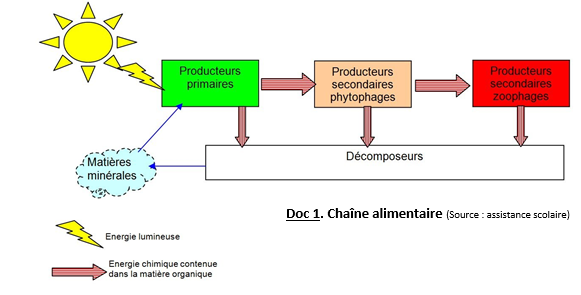 Producteurs
primaires
Producteurs
secondaires
phytophages
Producteurs
secondaires
zoophages
Matières
minérales
Décomposeurs
Doc 1. Chaîne alimentaire (Source : assistance scolaire)
Energie lumineuse
Energie chimique contenue
dans la matière organique